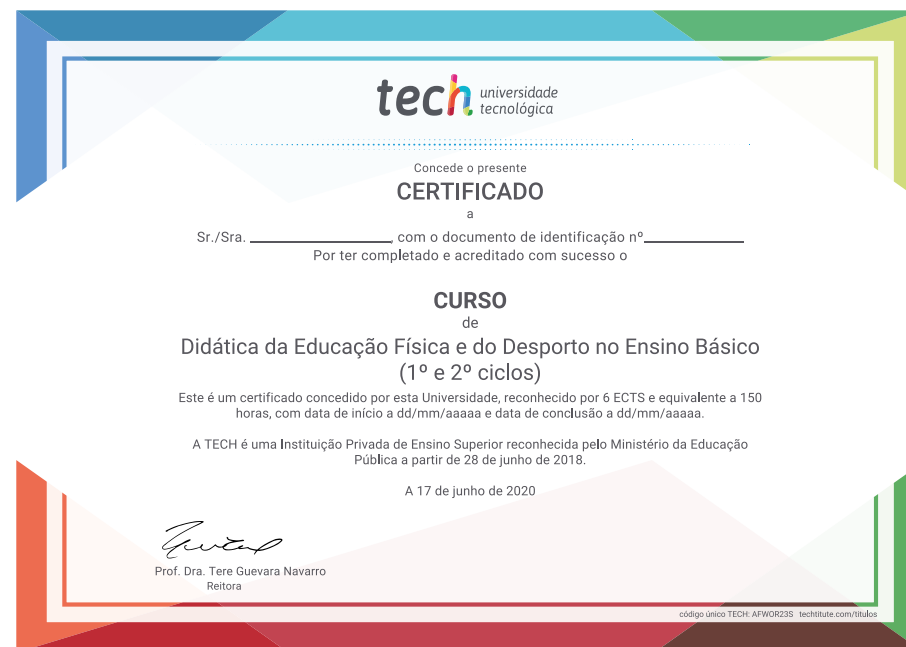 tech universidade
tecnológica
Concede o presente
CERTIFICADO
a
Sr./Sra. ________________, com o documento de identificação nº____________
Por ter completado e acreditado com sucesso o
CURSO
de
Didática da Educação Física e do Desporto no Ensino Básico
(1º e 2º ciclos)
Este é um certificado concedido por esta Universidade, reconhecido por 6 ECTS e equivalente a 150
horas, com data de início a dd/mm/aaaaa e data de conclusão a dd/mm/aaaaa.
A TECH é uma Instituição Privada de Ensino Superior reconhecida pelo Ministério da Educação
Pública a partir de 28 de junho de 2018.
A 17 de junho de 2020
Prof. Dra. Tere Guevara Navarro
Reitora
código único TECH: AFWOR23S techtitute.com/titulos